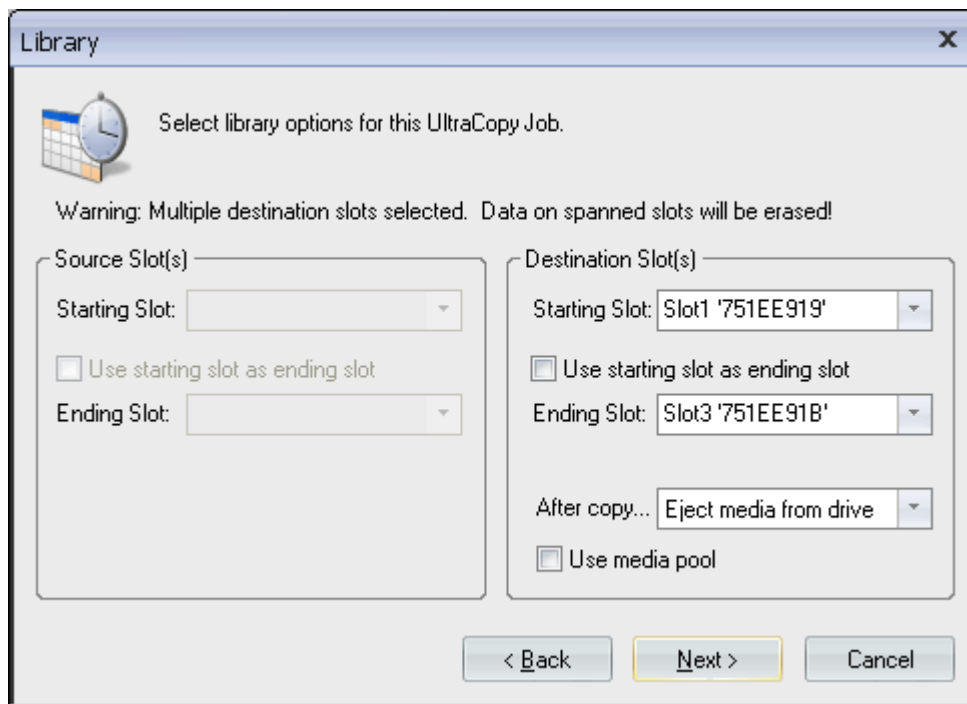 Library
Select library options for this UltraCopy Job.
Warning: Multiple destination slots selected. Data on spanned slots will be erased!
Source Slot(s)
Starting Slot:
Use starting slot as ending slot
Ending Slot:
Destination Slot(s)
Starting Slot: Slot1 '751EE919'
Use starting slot as ending slot
Ending Slot: Slot3 '751EE91B'
After copy... Eject media from drive
Use media pool
< Back
Next >
Cancel